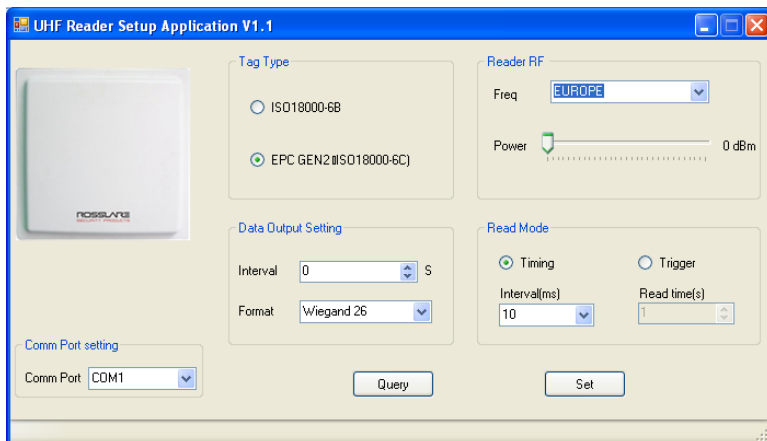 UHF Reader Setup Application V1.1
ROSSLARE
SECURITY PRODUCTS
Tag Type
ISO18000-6B
EPC GEN2 (ISO18000-6C)
Reader RF
Freq EUROPE
Power 0 dBm
Data Output Setting
Interval 0 S
Format Wiegand 26
Read Mode
Timing Trigger
Interval(ms) Read time(s)
10 1
Comm Port setting
Comm Port COM1
Query Set